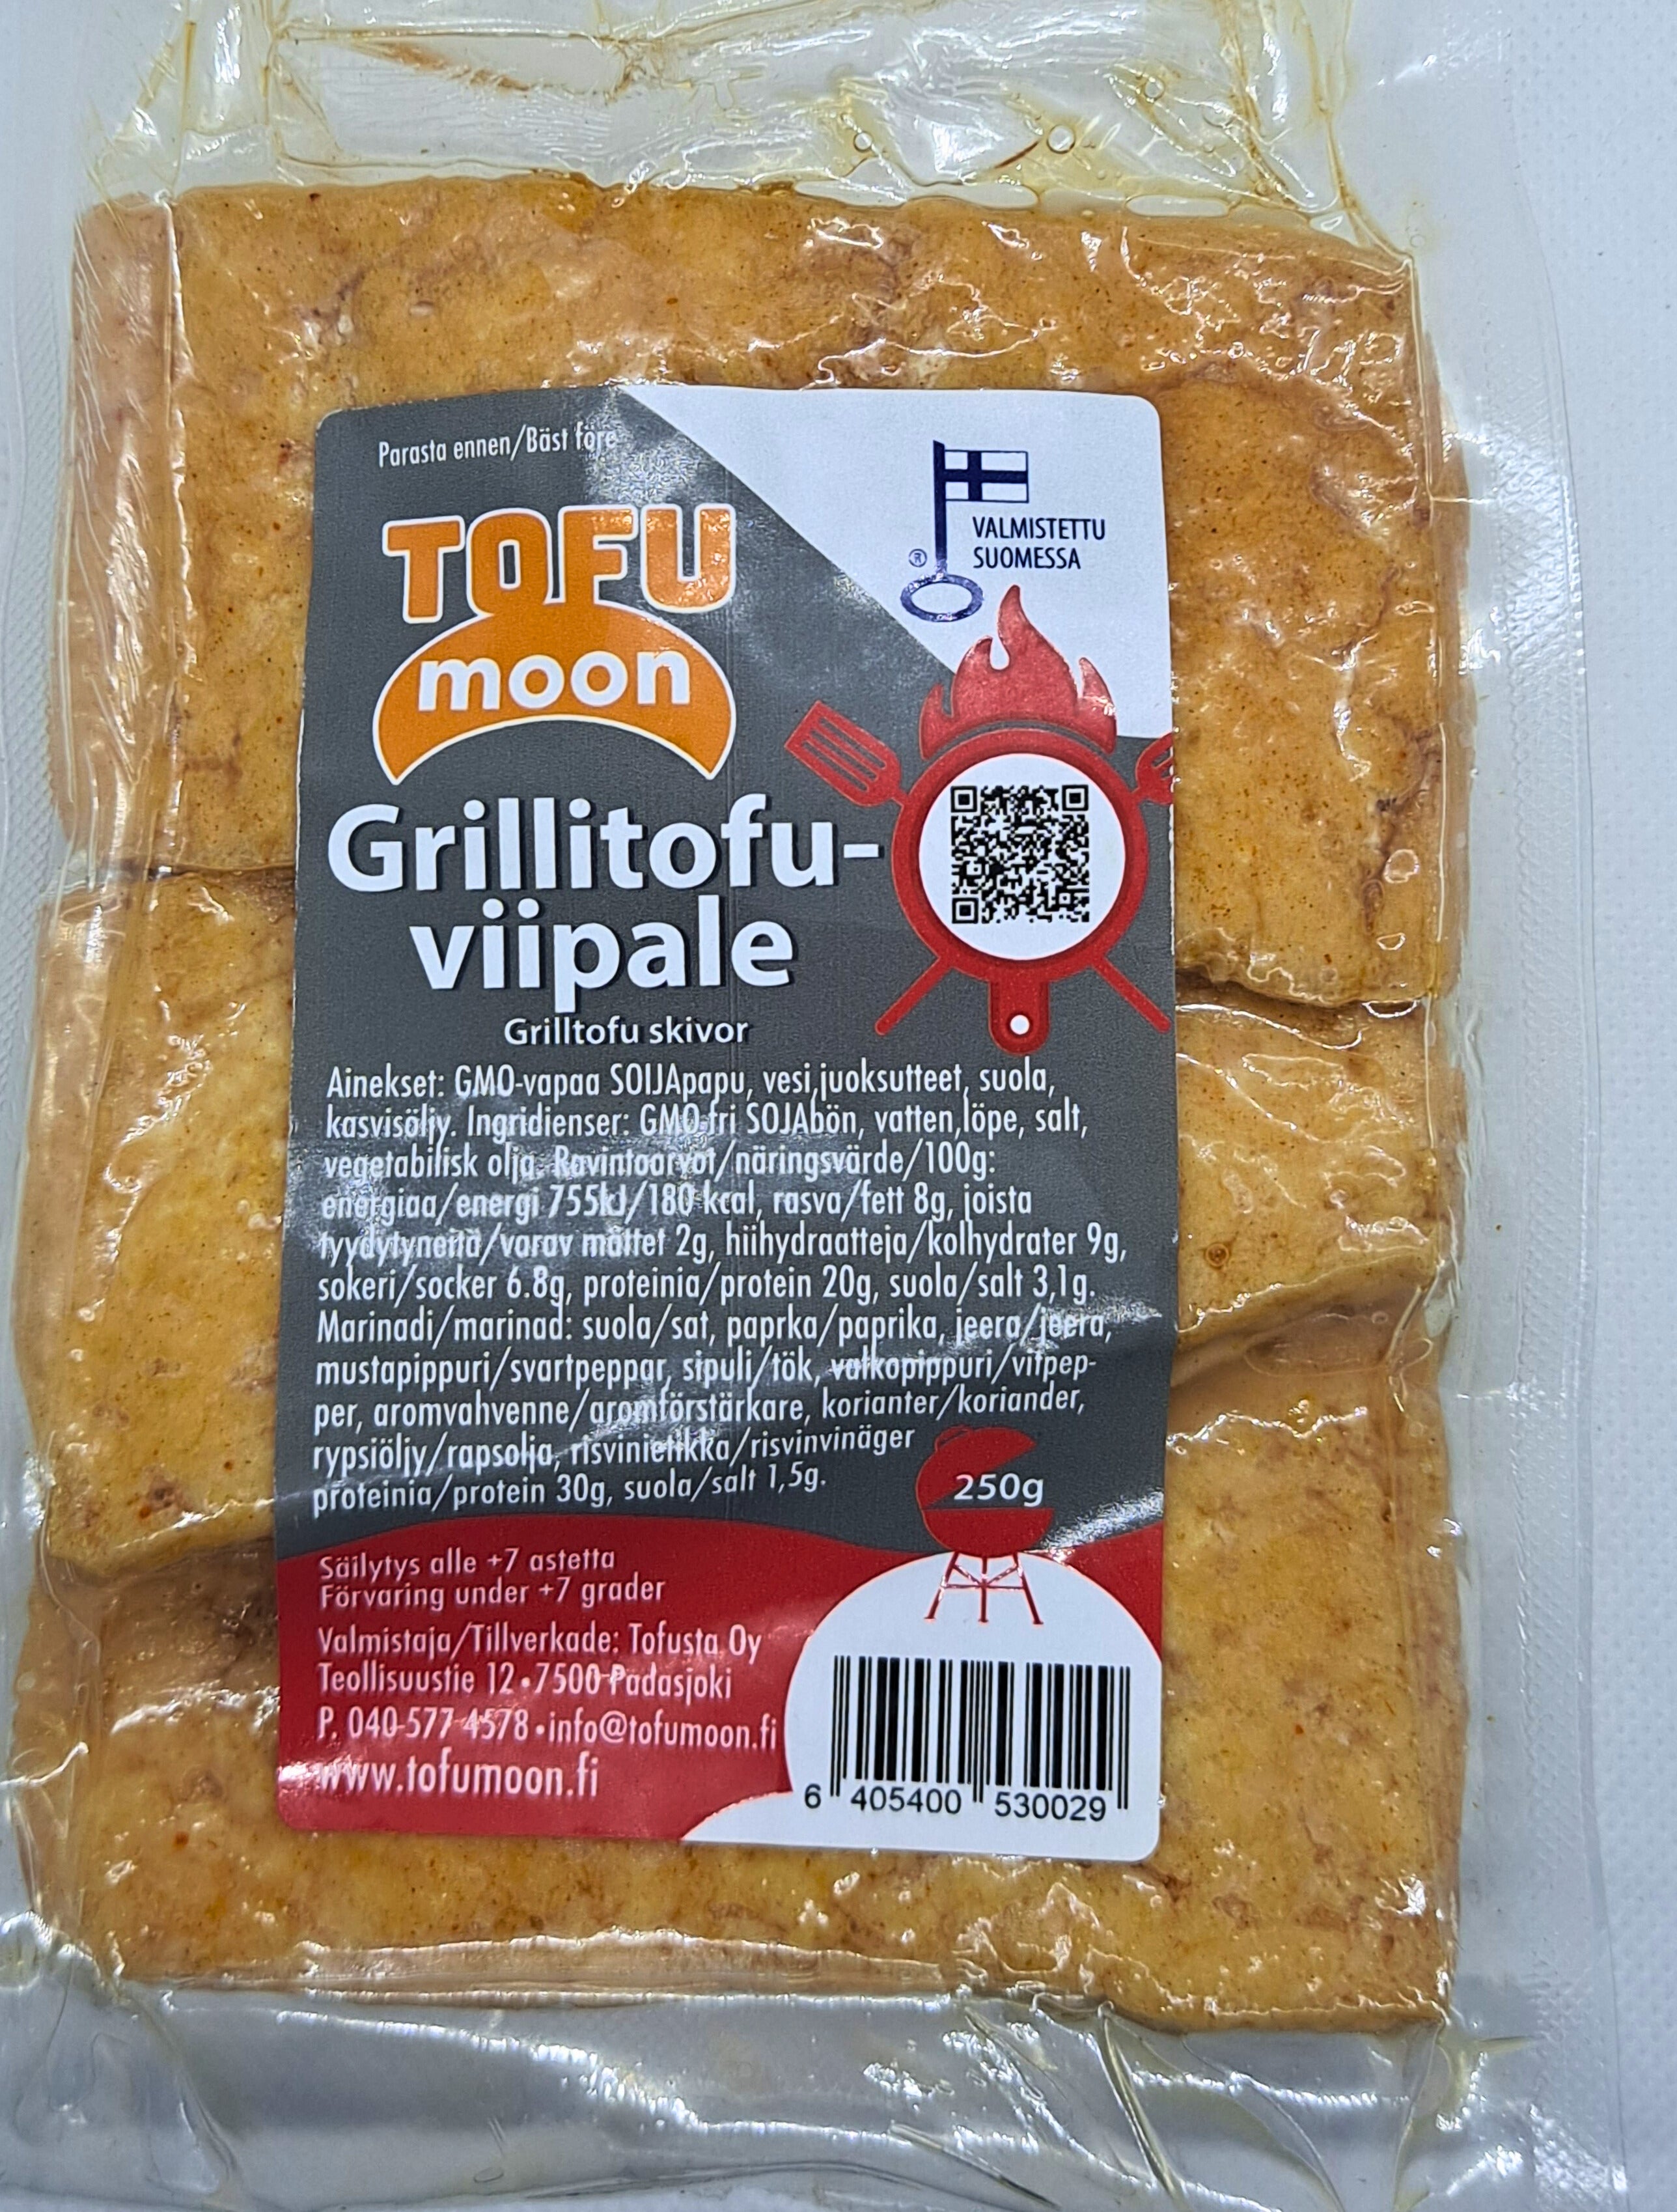 Parasta ennen/Bäst före
TOFU
moon
VALMISTETTU
SUOMESSA
®
Grillitofu-
viipale
Grilltofu skivor
Ainekset: GMO-vapaa SOIJApapu, vesi,juoksutteet, suola,
kasvisöljy. Ingridienser: GMO-fri SOJAbön, vatten,löpe, salt,
vegetabilisk olja. Ravintoarvot/näringsvärde/100g:
energiaa/energi 755kJ/180 kcal, rasva/fett 8g, joista
tyydytyneitä/varav mättet 2g, hiihydraatteja/kolhydrater 9g,
sokeri/socker 6.8g, proteinia/protein 20g, suola/salt 3,1g.
Marinadi/marinad: suola/sat, paprka/paprika, jeera/jeera,
mustapippuri/svartpeppar, sipuli/tök, valkopippuri/vitpep-
per, aromvahvenne/aromförstärkare, korianter/koriander,
rypsiöljy/rapsolja, risvinietikka/risvinvinäger
proteinia/protein 30g, suola/salt 1,5g.
250g
Säilytys alle +7 astetta
Förvaring under +7 grader
Valmistaja/Tillverkade: Tofusta Oy
Teollisuustie 12•7500 Padasjoki
P. 040-577 4578•info@tofumoon.fi
www.tofumoon.fi
6 405400 530029